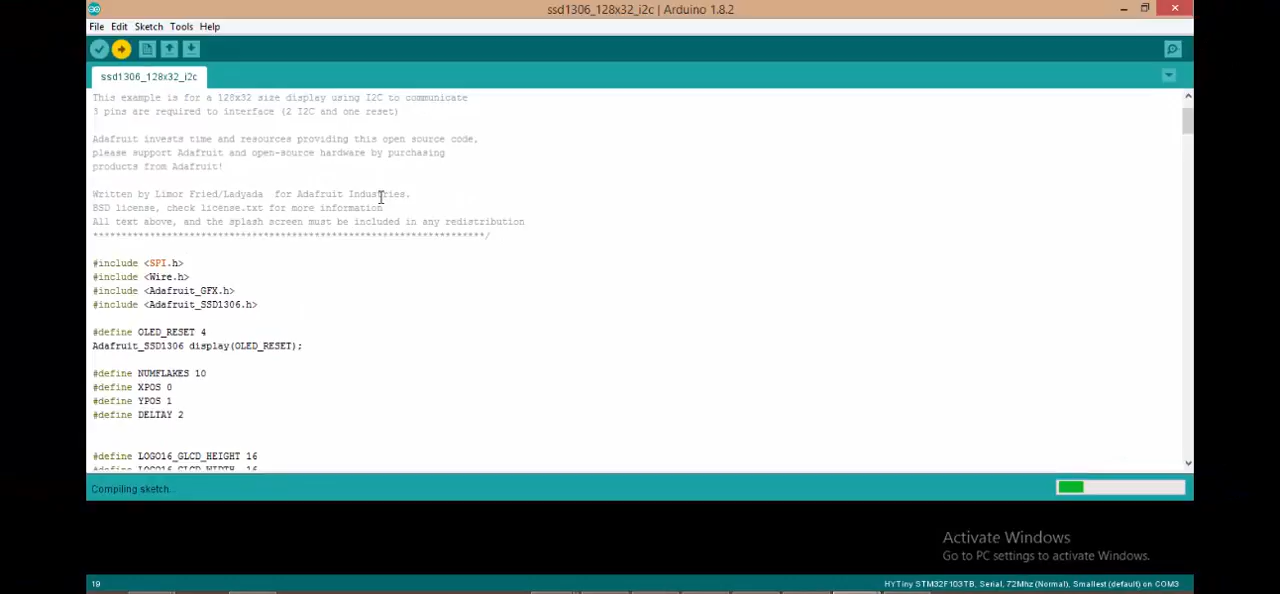 ssd1306_128x32_i2c | Arduino 1.8.2
File Edit Sketch Tools Help
ssd1306_128x32_i2c
This example is for a 128x32 size display using I2C to communicate
3 pins are required to interface (2 I2C and one reset)
Adafruit invests time and resources providing this open source code,
please support Adafruit and open-source hardware by purchasing
products from Adafruit!
Written by Limor Fried/Ladyada  for Adafruit Industries.
BSD license, check license.txt for more information
All text above, and the splash screen must be included in any redistribution
*********************************************************************/
#include <SPI.h>
#include <Wire.h>
#include <Adafruit_GFX.h>
#include <Adafruit_SSD1306.h>
#define OLED_RESET 4
Adafruit_SSD1306 display(OLED_RESET);
#define NUMFLAKES 10
#define XPOS 0
#define YPOS 1
#define DELTAY 2
#define LOGO16_GLCD_HEIGHT 16
#define LOGO16_GLCD_WIDTH  16
Compiling sketch...
Activate Windows
Go to PC settings to activate Windows.
19
HYTiny STM32F103TB, Serial, 72Mhz (Normal), Smallest (default) on COM3